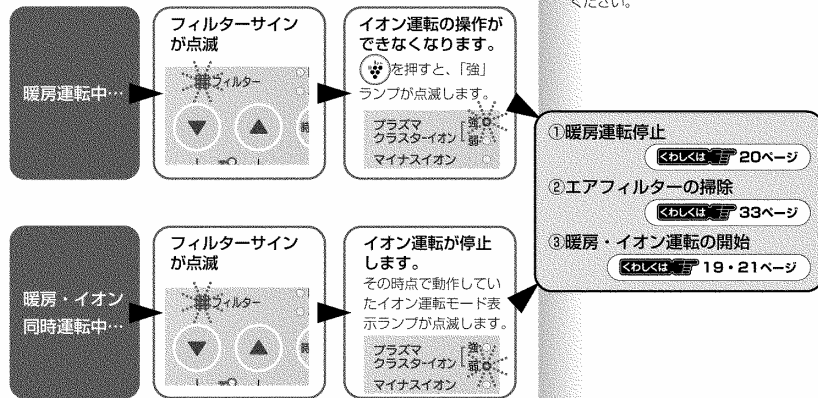 ください。
暖房運転中…
フィルターサイン
が点滅
フィルター
時
イオン運転の操作が
できなくなります。
を押すと、「強」
ランプが点滅します。
プラズマ
クラスターイオン
強
弱
マイナスイオン
暖房・イオン
同時運転中…
フィルターサイン
が点滅
フィルター
時
イオン運転が停止
します。
その時点で動作してい
たイオン運転モード表
示ランプが点滅します。
プラズマ
クラスターイオン
強
弱
マイナスイオン
①暖房運転停止
くわしくは 20ページ
②エアフィルターの掃除
くわしくは 33ページ
③暖房・イオン運転の開始
くわしくは 19・21ページ